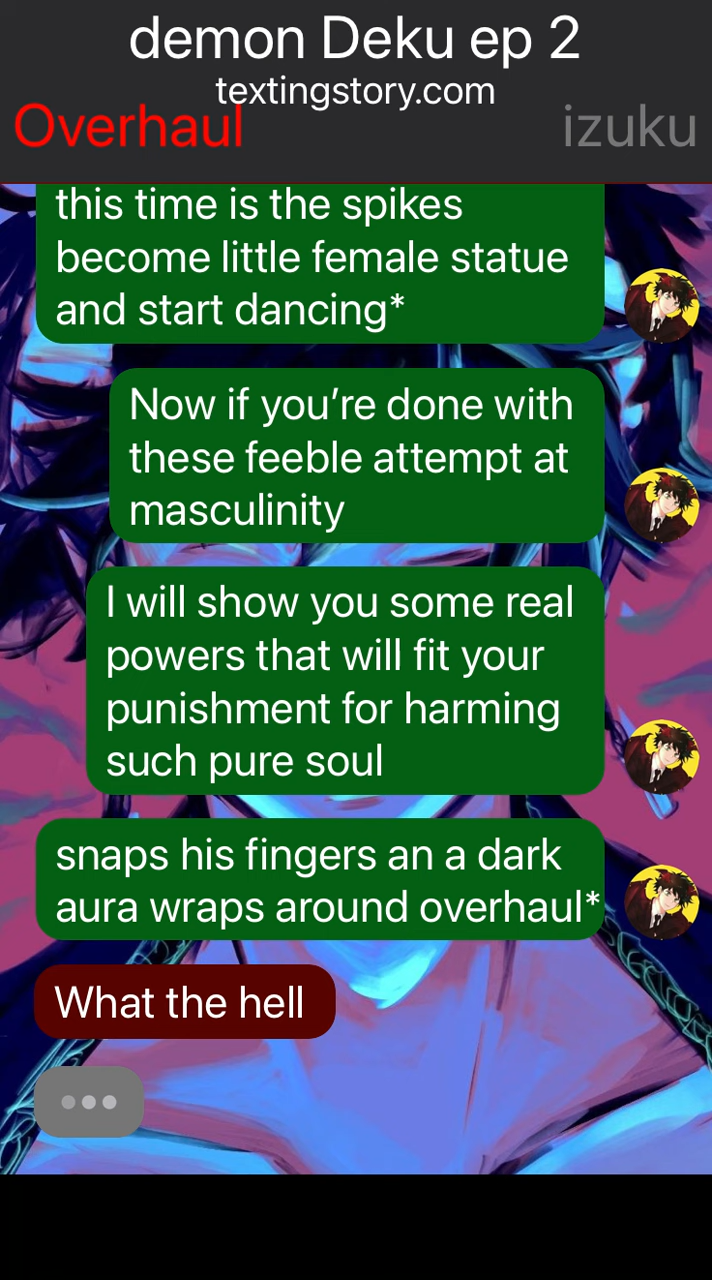 demon Deku ep 2
textingstory.com
Overhaul
izuku
this time is the spikes
become little female statue
and start dancing*
Now if you’re done with
these feeble attempt at
masculinity
I will show you some real
powers that will fit your
punishment for harming
such pure soul
snaps his fingers an a dark
aura wraps around overhaul*
What the hell